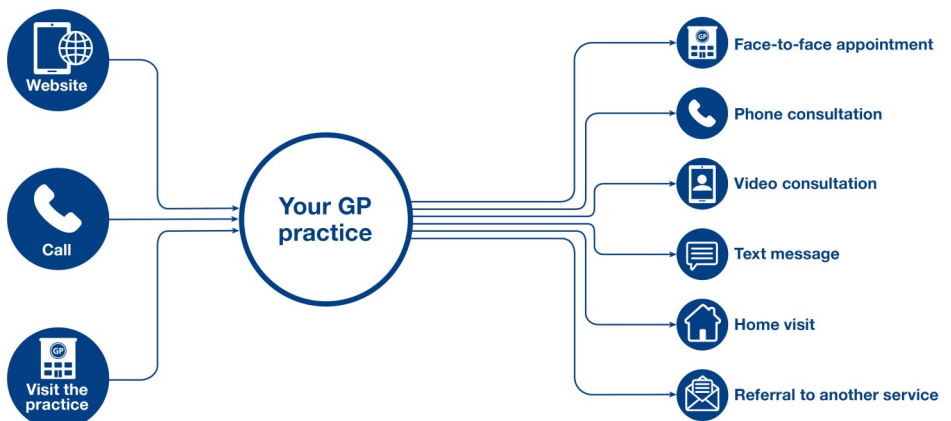 Website
Call
GP
Visit the
practice
Your GP
practice
GP
Face-to-face appointment
Phone consultation
Video consultation
Text message
Home visit
Referral to another service